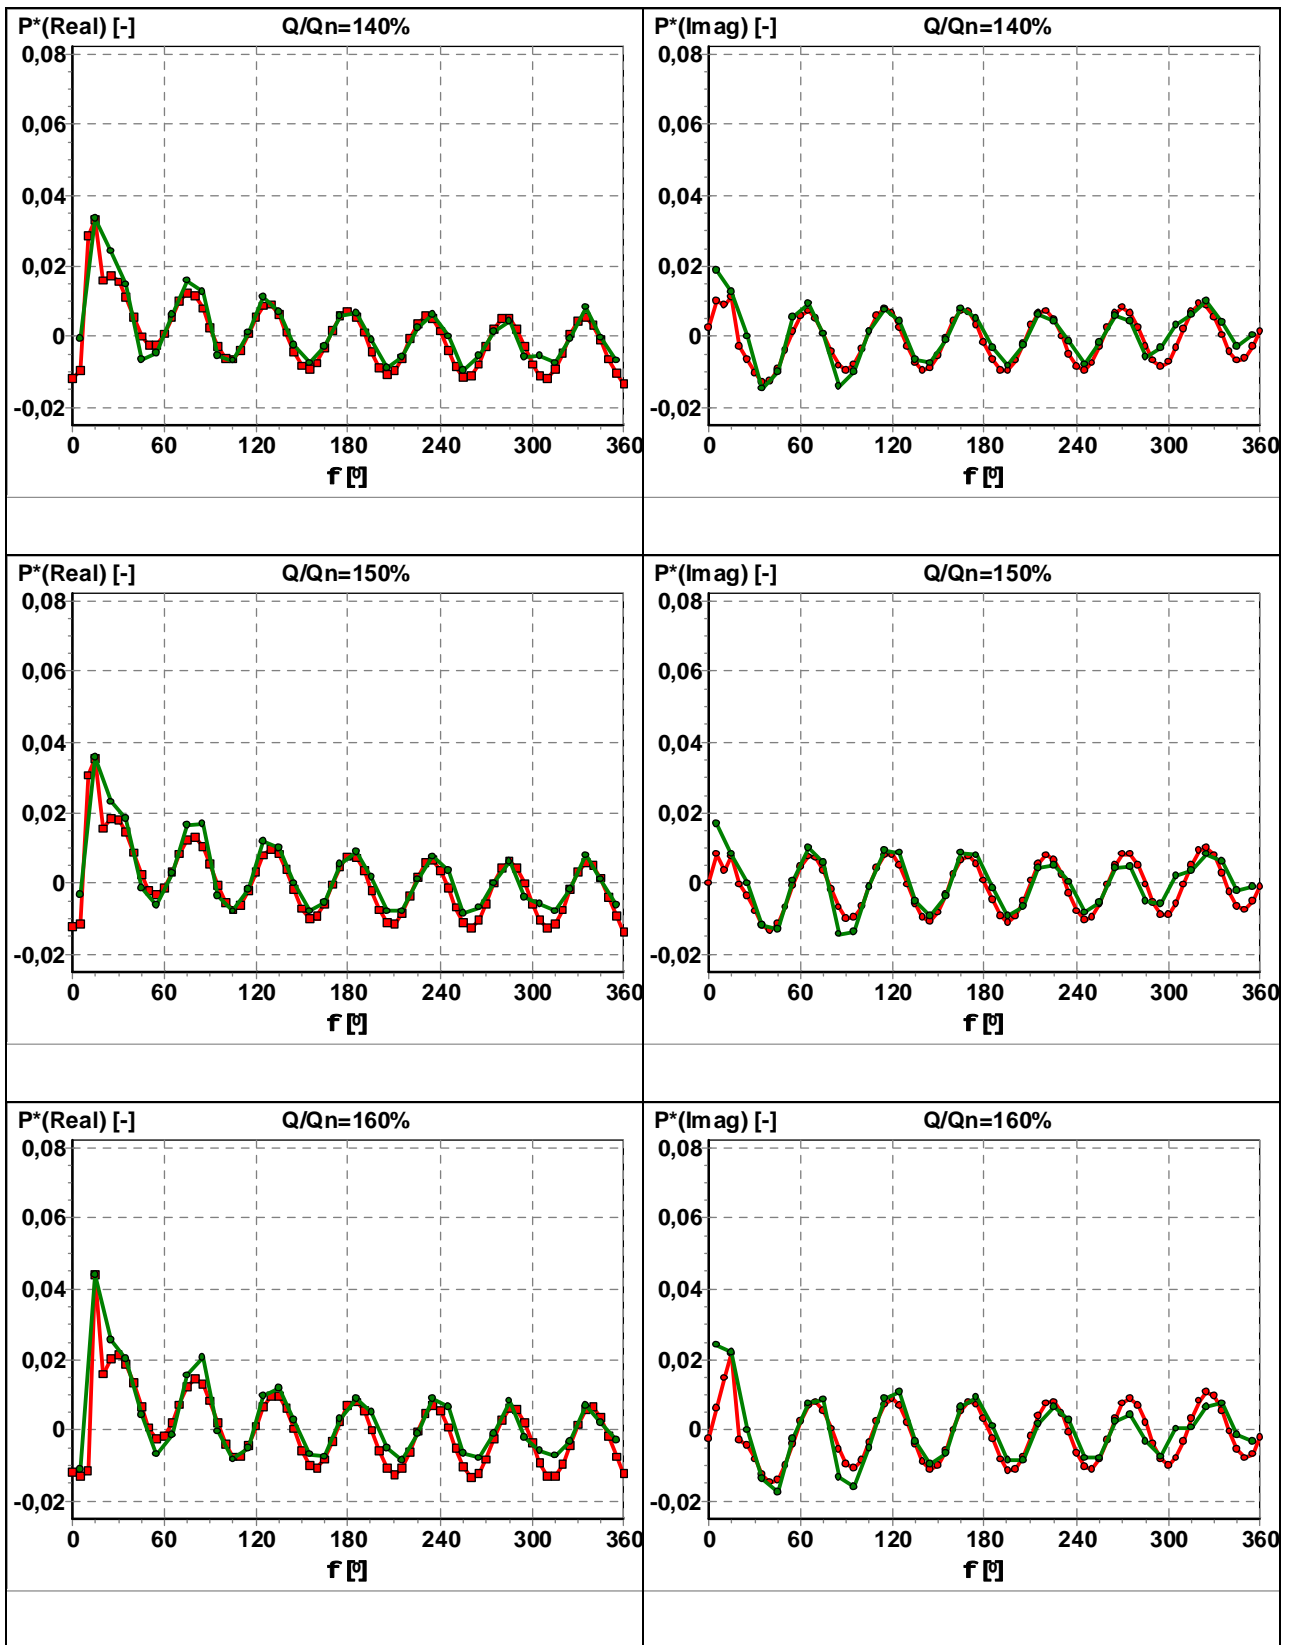 P*(Real) [-] Q/Qn=140%
0,08
0,06
0,04
0,02
0
-0,02
0 60 120 180 240 300 360
f [º]
P*(Imag) [-] Q/Qn=140%
0,08
0,06
0,04
0,02
0
-0,02
0 60 120 180 240 300 360
f [º]
P*(Real) [-] Q/Qn=150%
0,08
0,06
0,04
0,02
0
-0,02
0 60 120 180 240 300 360
f [º]
P*(Imag) [-] Q/Qn=150%
0,08
0,06
0,04
0,02
0
-0,02
0 60 120 180 240 300 360
f [º]
P*(Real) [-] Q/Qn=160%
0,08
0,06
0,04
0,02
0
-0,02
0 60 120 180 240 300 360
f [º]
P*(Imag) [-] Q/Qn=160%
0,08
0,06
0,04
0,02
0
-0,02
0 60 120 180 240 300 360
f [º]